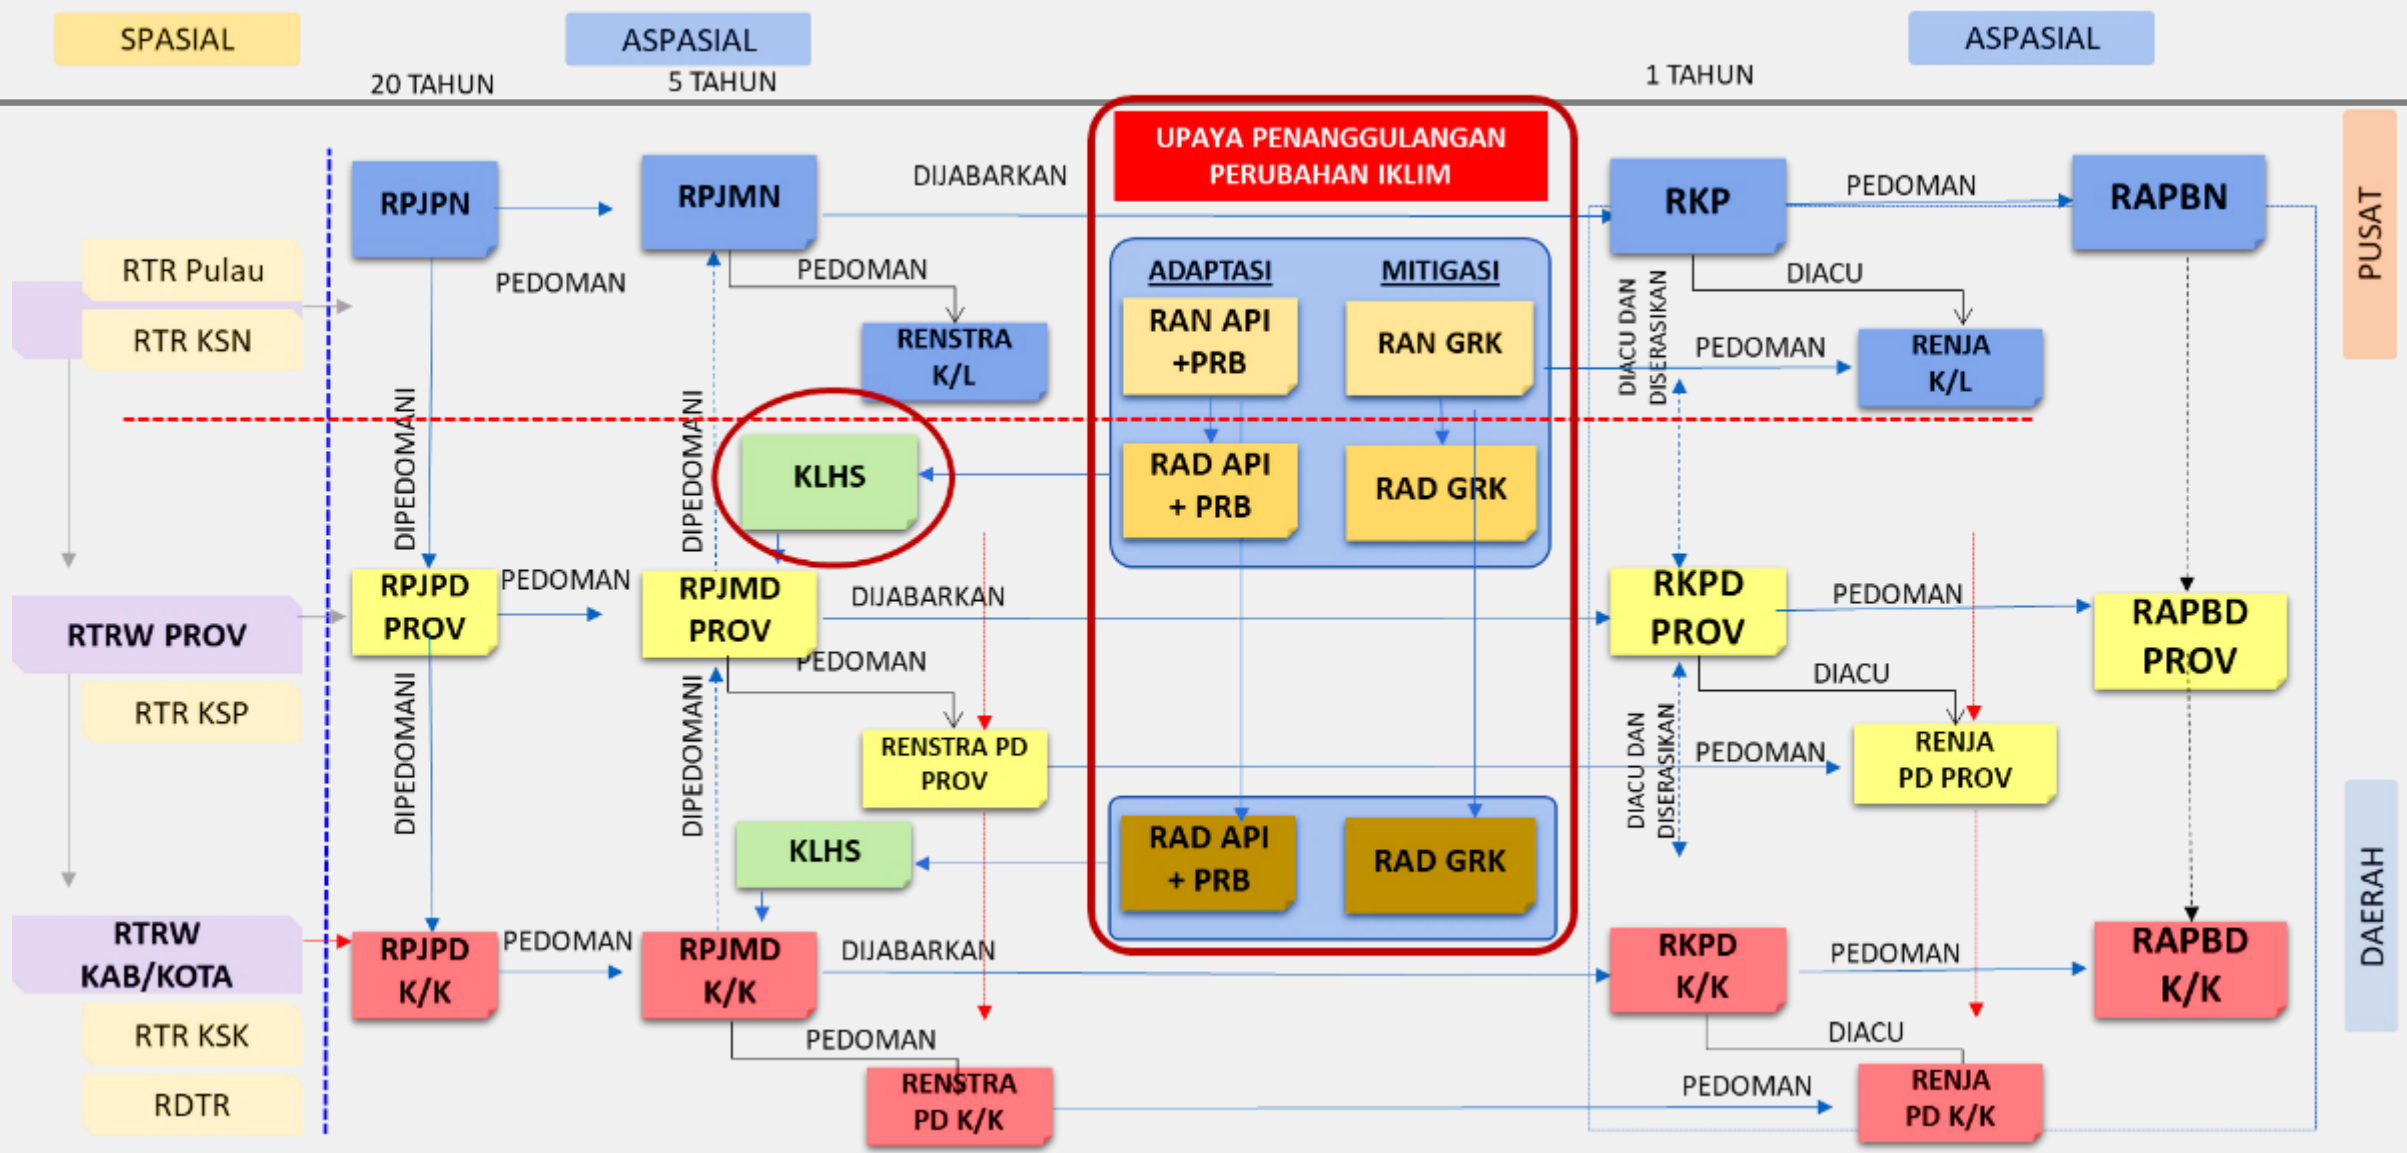 SPASIAL
ASPASIAL
ASPASIAL
20 TAHUN
5 TAHUN
1 TAHUN
UPAYA PENANGGULANGAN
PERUBAHAN IKLIM
PUSAT
RPJPN
RPJMN
DIJABARKAN
RKP
PEDOMAN
RAPBN
RTR Pulau
RTR KSN
PEDOMAN
PEDOMAN
RENSTRA
K/L
ADAPTASI
MITIGASI
RAN API
+PRB
RAN GRK
DIACU DAN
DISERASIKAN
DIACU
PEDOMAN
RENJA
K/L
DIPEDOMANI
DIPEDOMANI
KLHS
RAD API
+ PRB
RAD GRK
RTRW PROV
RTR KSP
RPJPD
PROV
PEDOMAN
RPJMD
PROV
DIJABARKAN
PEDOMAN
RENSTRA PD
PROV
RKPD
PROV
PEDOMAN
RAPBD
PROV
DIACU
DIACU DAN
DISERASIKAN
PEDOMAN
RENJA
PD PROV
DIPEDOMANI
DIPEDOMANI
KLHS
RAD API
+ PRB
RAD GRK
DAERAH
RTRW
KAB/KOTA
RTR KSK
RDTR
RPJPD
K/K
PEDOMAN
RPJMD
K/K
DIJABARKAN
PEDOMAN
RENSTRA
PD K/K
RKPD
K/K
PEDOMAN
RAPBD
K/K
DIACU
PEDOMAN
RENJA
PD K/K